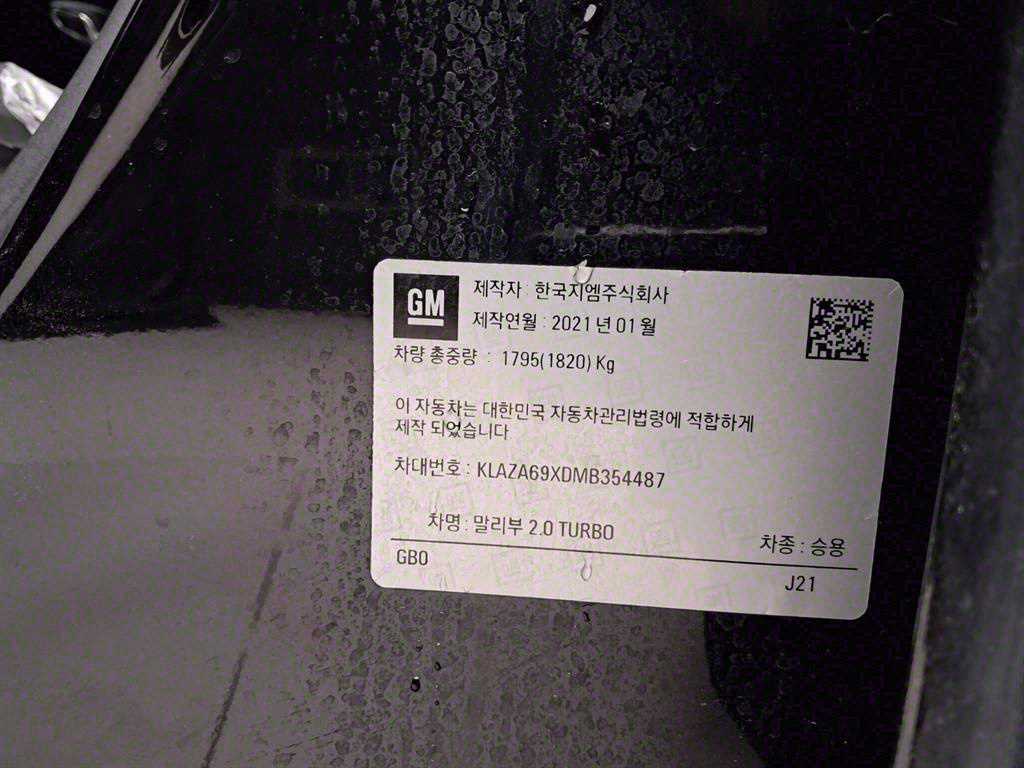 GM
제작자 : 한국지엠주식회사
제작연월 : 2021 년 01 월
차량 총중량 : 1795(1820) Kg
이 자동차는 대한민국 자동차관리법령에 적합하게
제작 되었습니다
차대번호 : KLAZA69XDMB354487
차명 : 말리부 2.0 TURBO
차종 : 승용
GB0
J21